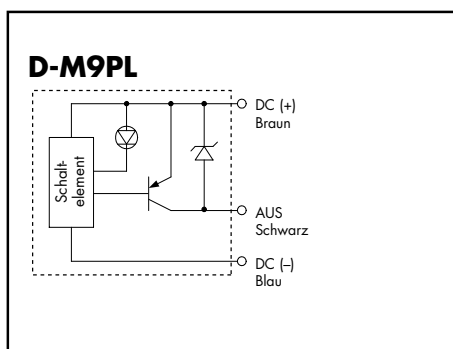 D-M9PL
DC (+)
Braun
Schalt-
element
AUS
Schwarz
DC (–)
Blau